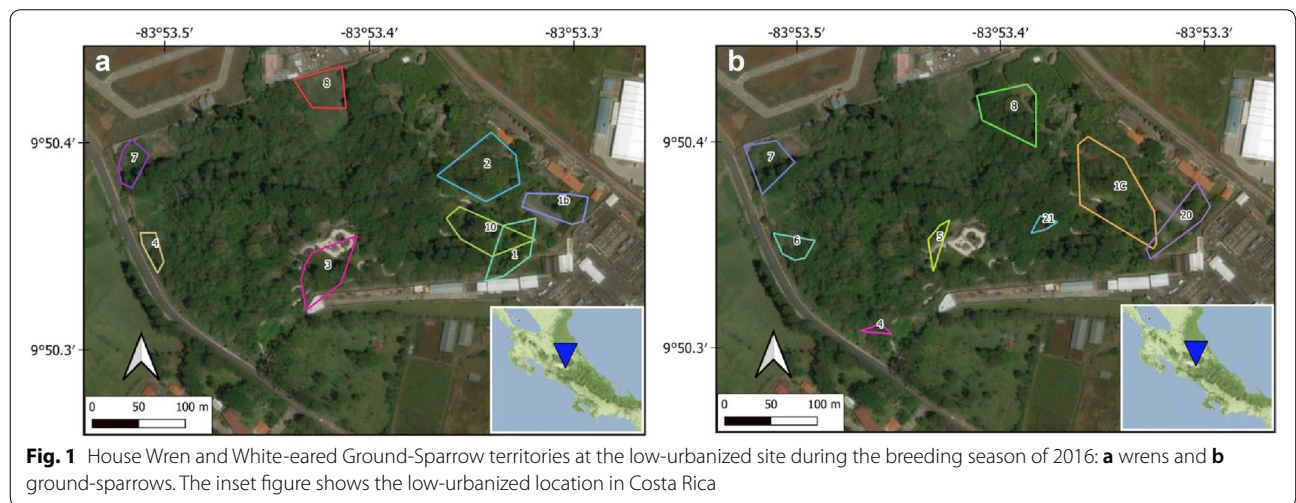 −83°53.5′ −83°53.4′ −83°53.3′
a
8
7
2
1b
4
10
1
3
9°50.4′
9°50.3′
0 50 100 m
−83°53.5′ −83°53.4′ −83°53.3′
b
8
7
1C
20
21
5
6
4
9°50.4′
9°50.3′
0 50 100 m
Fig. 1 House Wren and White-eared Ground-Sparrow territories at the low-urbanized site during the breeding season of 2016: a wrens and b
ground-sparrows. The inset figure shows the low-urbanized location in Costa Rica